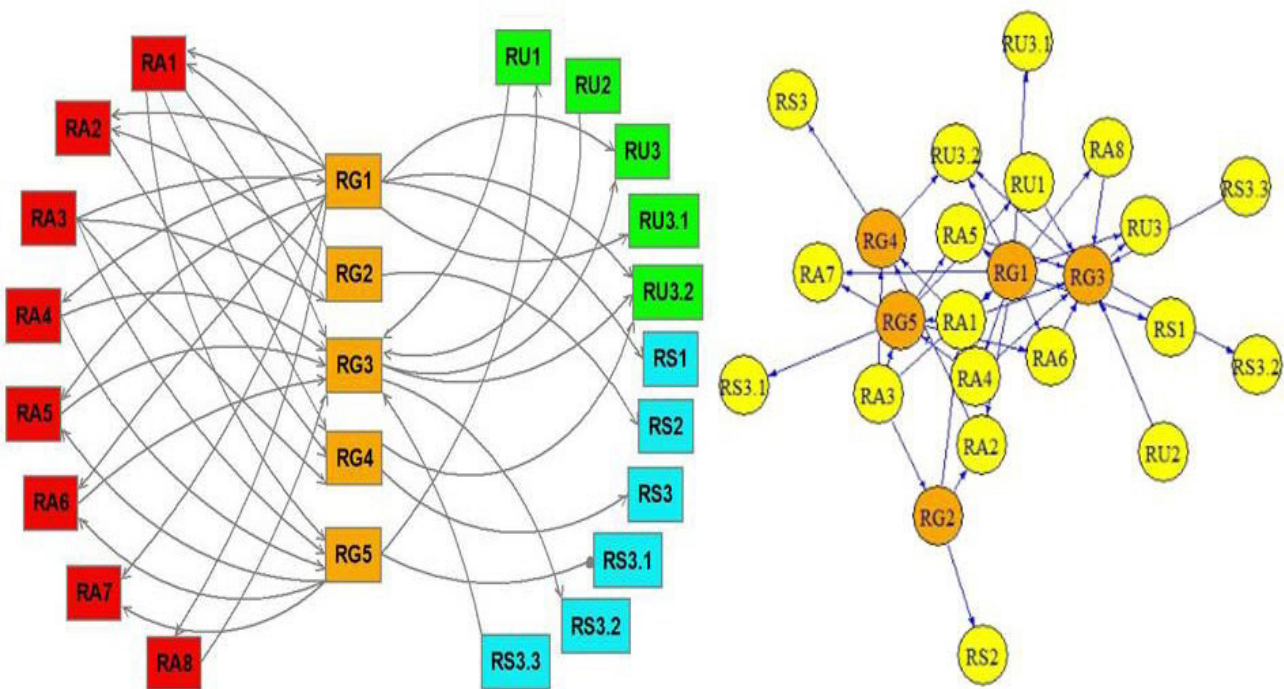 RA1
RA2
RA3
RA4
RA5
RA6
RA7
RA8
RG1
RG2
RG3
RG4
RG5
RU1
RU2
RU3
RU3.1
RU3.2
RS1
RS2
RS3
RS3.1
RS3.2
RS3.3
RU3.1
RS3
RU3.2
RA8
RU1
RS3.3
RG4
RA5
RU3
RA7
RG1
RG3
RG5
RA1
RS1
RA6
RS3.2
RS3.1
RA3
RA4
RA2
RU2
RG2
RS2